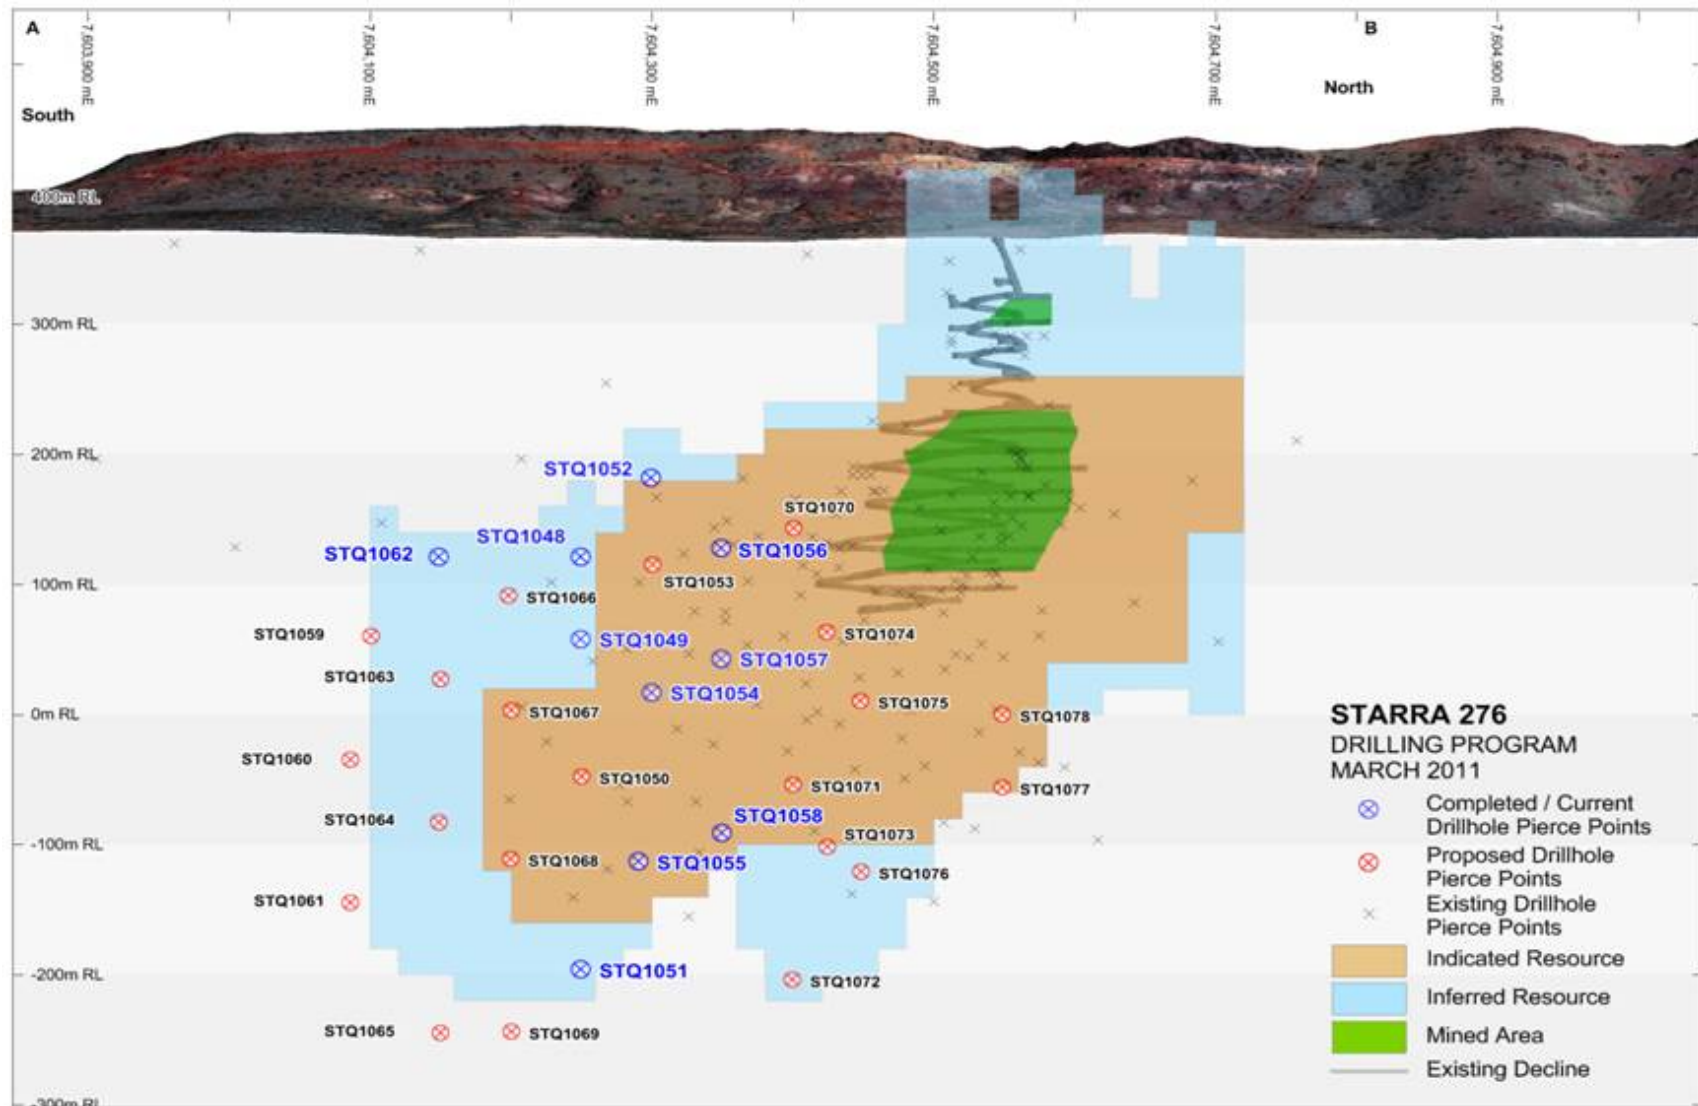 A
B
7,603,900 mE
7,604,100 mE
7,604,300 mE
7,604,500 mE
7,604,700 mE
7,604,900 mE
South
North
400m RL
300m RL
200m RL
100m RL
0m RL
-100m RL
-200m RL
-300m RL
STQ1052
STQ1070
STQ1048
STQ1062
STQ1056
STQ1053
STQ1066
STQ1059
STQ1049
STQ1074
STQ1057
STQ1063
STQ1054
STQ1075
STQ1067
STQ1078
STQ1060
STQ1050
STQ1071
STQ1077
STQ1064
STQ1058
STQ1073
STQ1068
STQ1055
STQ1076
STQ1061
STQ1051
STQ1072
STQ1065
STQ1069
STARRA 276
DRILLING PROGRAM
MARCH 2011
Completed / Current
Drillhole Pierce Points
Proposed Drillhole
Pierce Points
Existing Drillhole
Pierce Points
Indicated Resource
Inferred Resource
Mined Area
Existing Decline